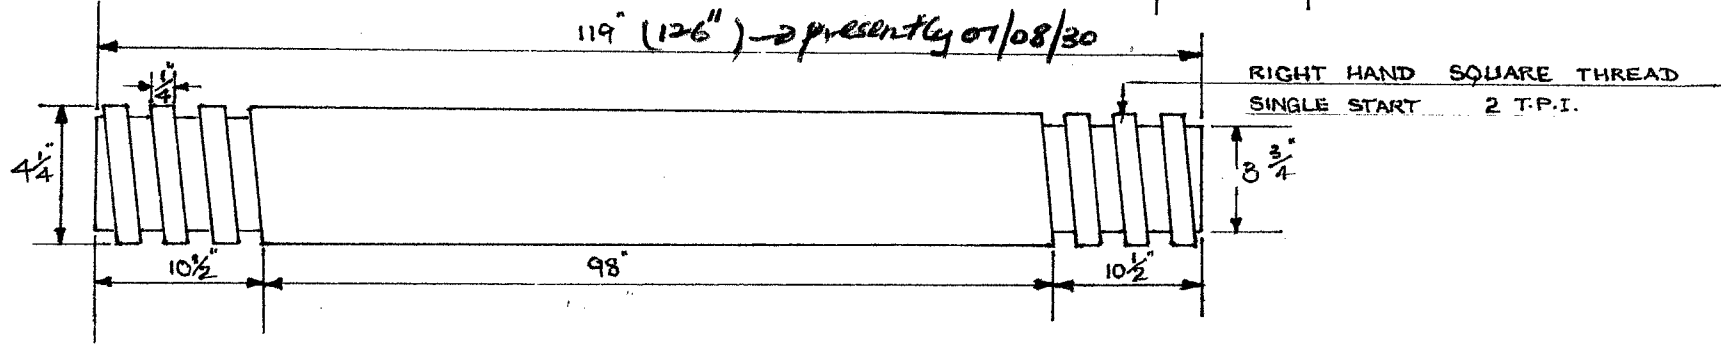 119" (126") → presently 07/08/30
RIGHT HAND SQUARE THREAD
SINGLE START 2 T.P.I.
1/4"
4 1/4"
3 3/4"
10 1/2"
98"
10 1/2"